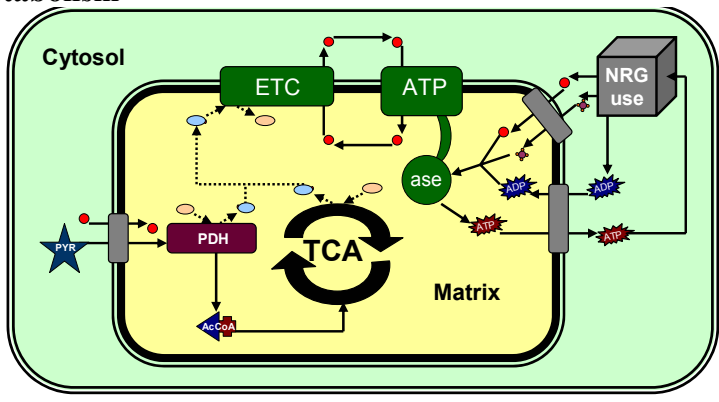 Cytosol
ETC
ATP
NRG
use
ase
ADP
ADP
PYR
PDH
TCA
ATP
ATP
Matrix
AcCoA